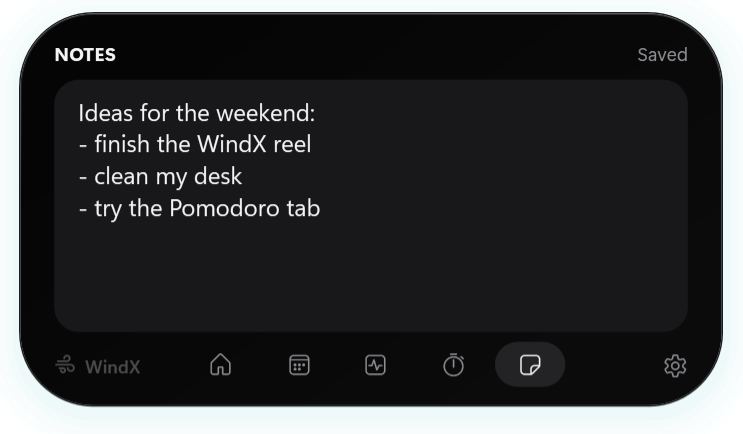 NOTES
Saved
Ideas for the weekend:
- finish the WindX reel
- clean my desk
- try the Pomodoro tab
WindX